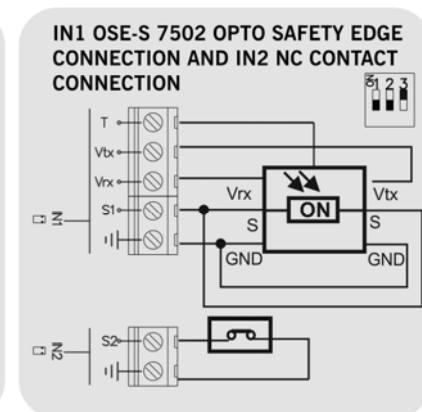 IN1 OSE-S 7502 OPTO SAFETY EDGE
CONNECTION AND IN2 NC CONTACT
CONNECTION
ON
1 2 3
T
Vtx
Vrx
S1
IN1
Vrx
ON
Vtx
S
S
GND
GND
S2
IN2